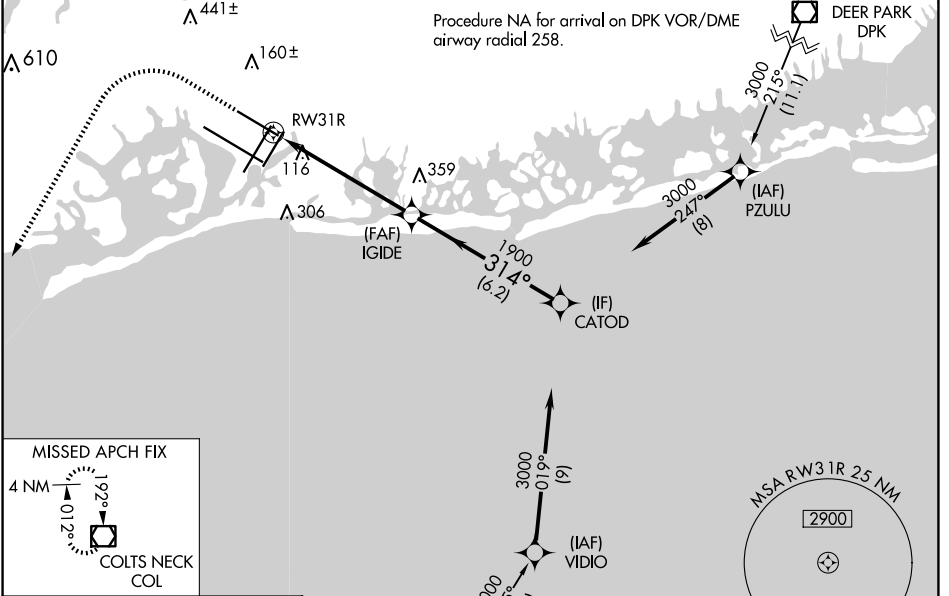 441±
Procedure NA for arrival on DPK VOR/DME
airway radial 258.
DEER PARK
DPK
610
160±
3000
215°
(11.1)
RW31R
116
359
(IAF)
PZULU
3000
247°
(8)
306
(FAF)
IGIDE
1900
314°
(6.2)
(IF)
CATOD
MISSED APCH FIX
4 NM
192°
012°
COLTS NECK
COL
3000
019°
(9)
(IAF)
VIDIO
MSA RW31R 25 NM
2900